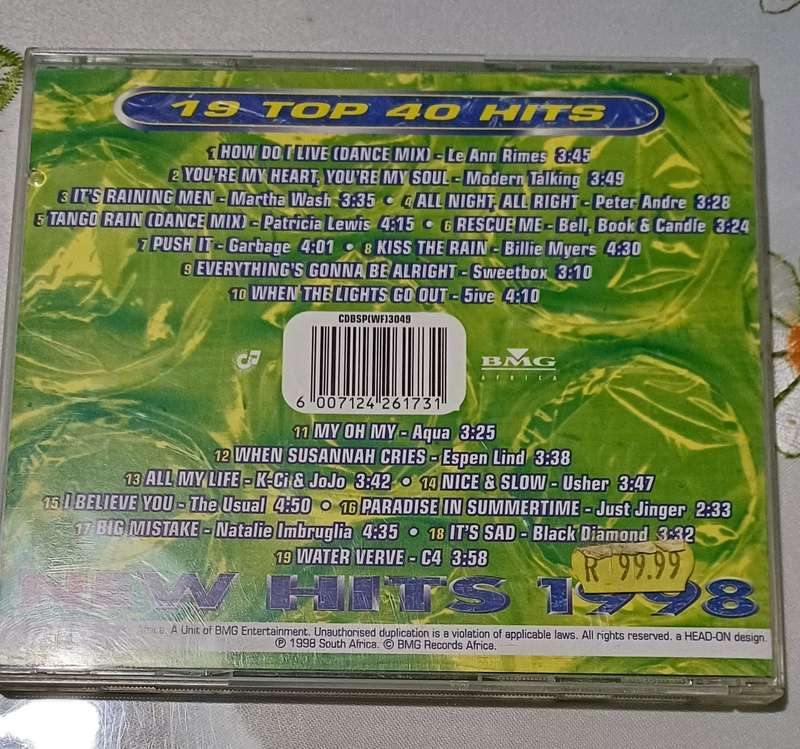 19 TOP 40 HITS
1 HOW DO I LIVE (DANCE MIX) - Le Ann Rimes 3:45
2 YOU'RE MY HEART, YOU'RE MY SOUL - Modern Talking 3:49
3 IT'S RAINING MEN - Martha Wash 3:35 • 4 ALL NIGHT, ALL RIGHT - Peter Andre 3:28
5 TANGO RAIN (DANCE MIX) - Patricia Lewis 4:15 • 6 RESCUE ME - Bell, Book & Candle 3:24
7 PUSH IT - Garbage 4:01 • 8 KISS THE RAIN - Billie Myers 4:30
9 EVERYTHING'S GONNA BE ALRIGHT - Sweetbox 3:10
10 WHEN THE LIGHTS GO OUT - 5ive 4:10
CDBSP(WF)3049
BMG
AFRICA
6 007124 261731
11 MY OH MY - Aqua 3:25
12 WHEN SUSANNAH CRIES - Espen Lind 3:38
13 ALL MY LIFE - K-Ci & JoJo 3:42 • 14 NICE & SLOW - Usher 3:47
15 I BELIEVE YOU - The Usual 4:50 • 16 PARADISE IN SUMMERTIME - Just Jinger 2:33
17 BIG MISTAKE - Natalie Imbruglia 4:35 • 18 IT'S SAD - Black Diamond 3:32
19 WATER VERVE - C4 3:58
R 99.99
NEW HITS 1998
A Unit of BMG Entertainment. Unauthorised duplication is a violation of applicable laws. All rights reserved. a HEAD-ON design.
℗ 1998 South Africa. © BMG Records Africa.